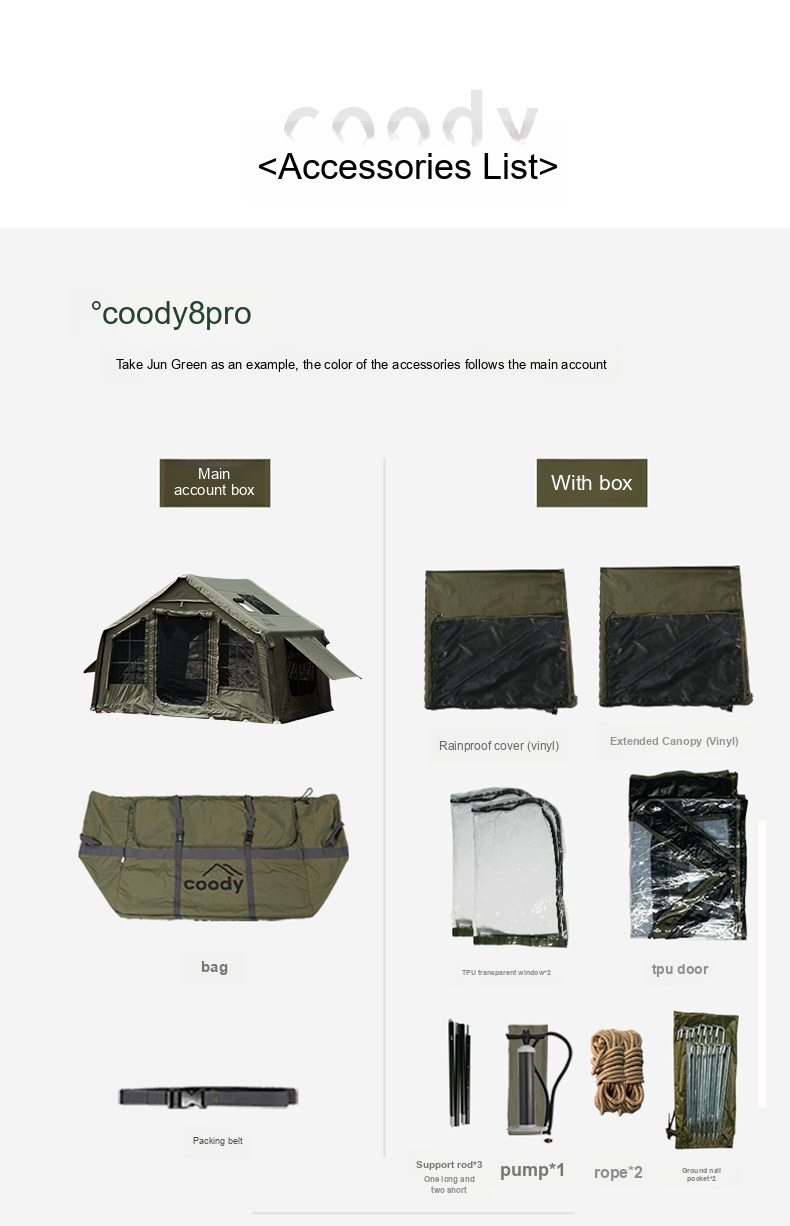 coody
<Accessories List>
°coody8pro
Take Jun Green as an example, the color of the accessories follows the main account
Main
account box
With box
Rainproof cover (vinyl)
Extended Canopy (Vinyl)
coody
bag
TPU transparent window*2
tpu door
Packing belt
Support rod*3
One long and
two short
pump*1
rope*2
Ground nail
pocket*2